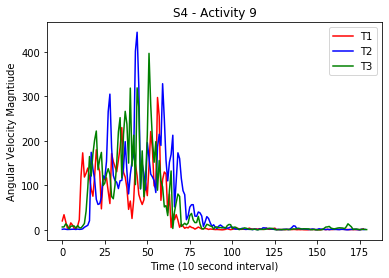 S4 - Activity 9
Angular Velocity Magntiude
400
300
200
100
0
T1
T2
T3
0 25 50 75 100 125 150 175
Time (10 second interval)